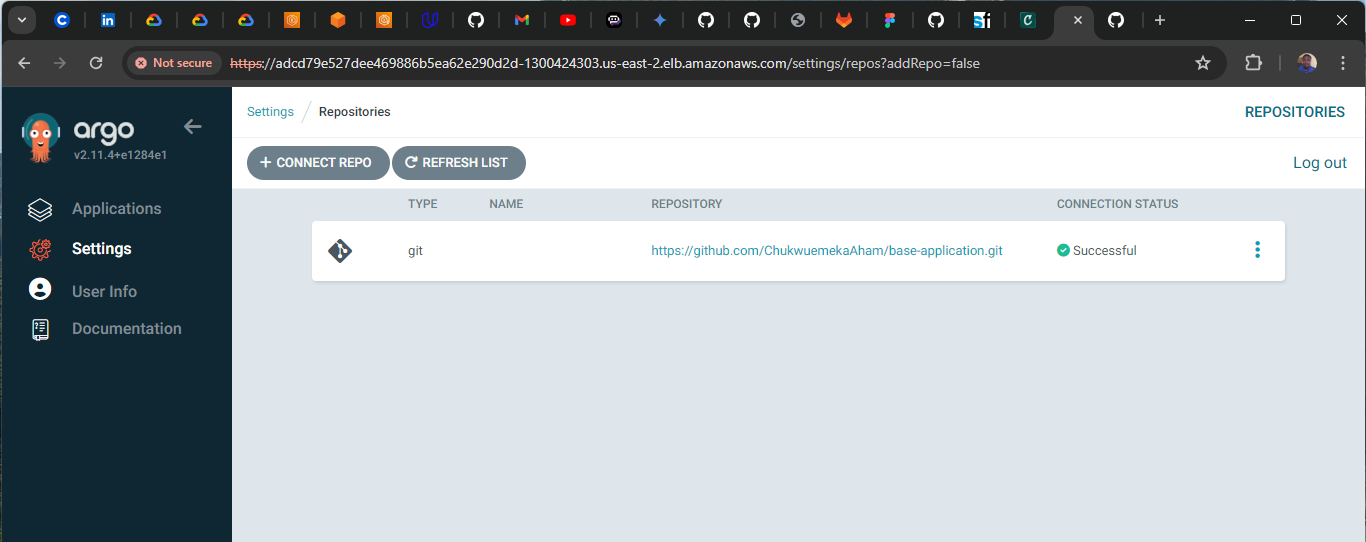 Not secure https://adcd79e527dee469886b5ea62e290d2d-1300424303.us-east-2.elb.amazonaws.com/settings/repos?addRepo=false
argo
v2.11.4+e1284e1
Applications
Settings
User Info
Documentation
Settings / Repositories
REPOSITORIES
+ CONNECT REPO
REFRESH LIST
Log out
TYPE NAME REPOSITORY CONNECTION STATUS
git https://github.com/ChukwuemekaAham/base-application.git Successful